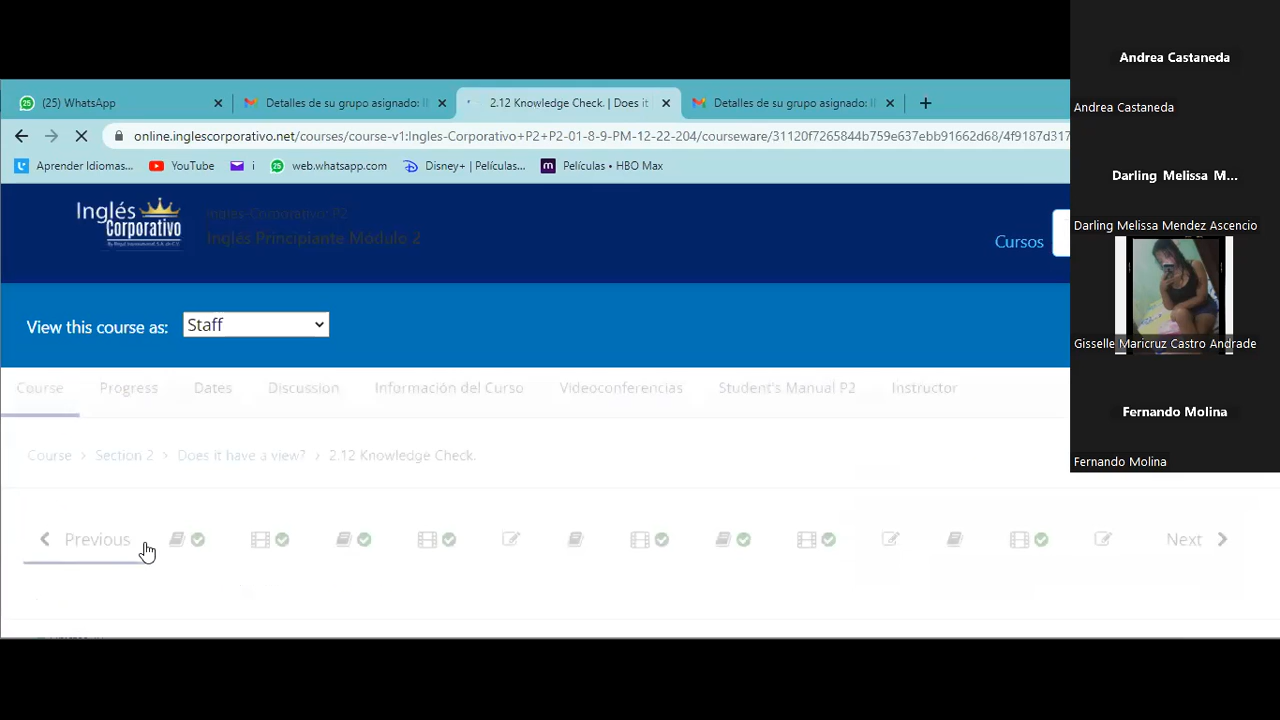 (25) WhatsApp
Detalles de su grupo asignado: I
2.12 Knowledge Check. | Does it
Detalles de su grupo asignado: I
online.inglescorporativo.net/courses/course-v1:Ingles-Corporativo+P2+P2-01-8-9-PM-12-22-204/courseware/31120f7265844b759e637ebb91662d68/4f9187d317
Aprender Idiomas...
YouTube
i
25
web.whatsapp.com
Disney+ | Películas...
Películas • HBO Max
Inglés
Corporativo
Ingles-Corporativo: P2
Inglés Principiante Módulo 2
Cursos
View this course as:
Staff
Course
Progress
Dates
Discussion
Información del Curso
Videoconferencias
Student's Manual P2
Instructor
Course > Section 2 > Does it have a view? > 2.12 Knowledge Check.
Previous
Next
Andrea Castaneda
Andrea Castaneda
Darling Melissa M...
Darling Melissa Mendez Ascencio
Gisselle Maricruz Castro Andrade
Fernando Molina
Fernando Molina